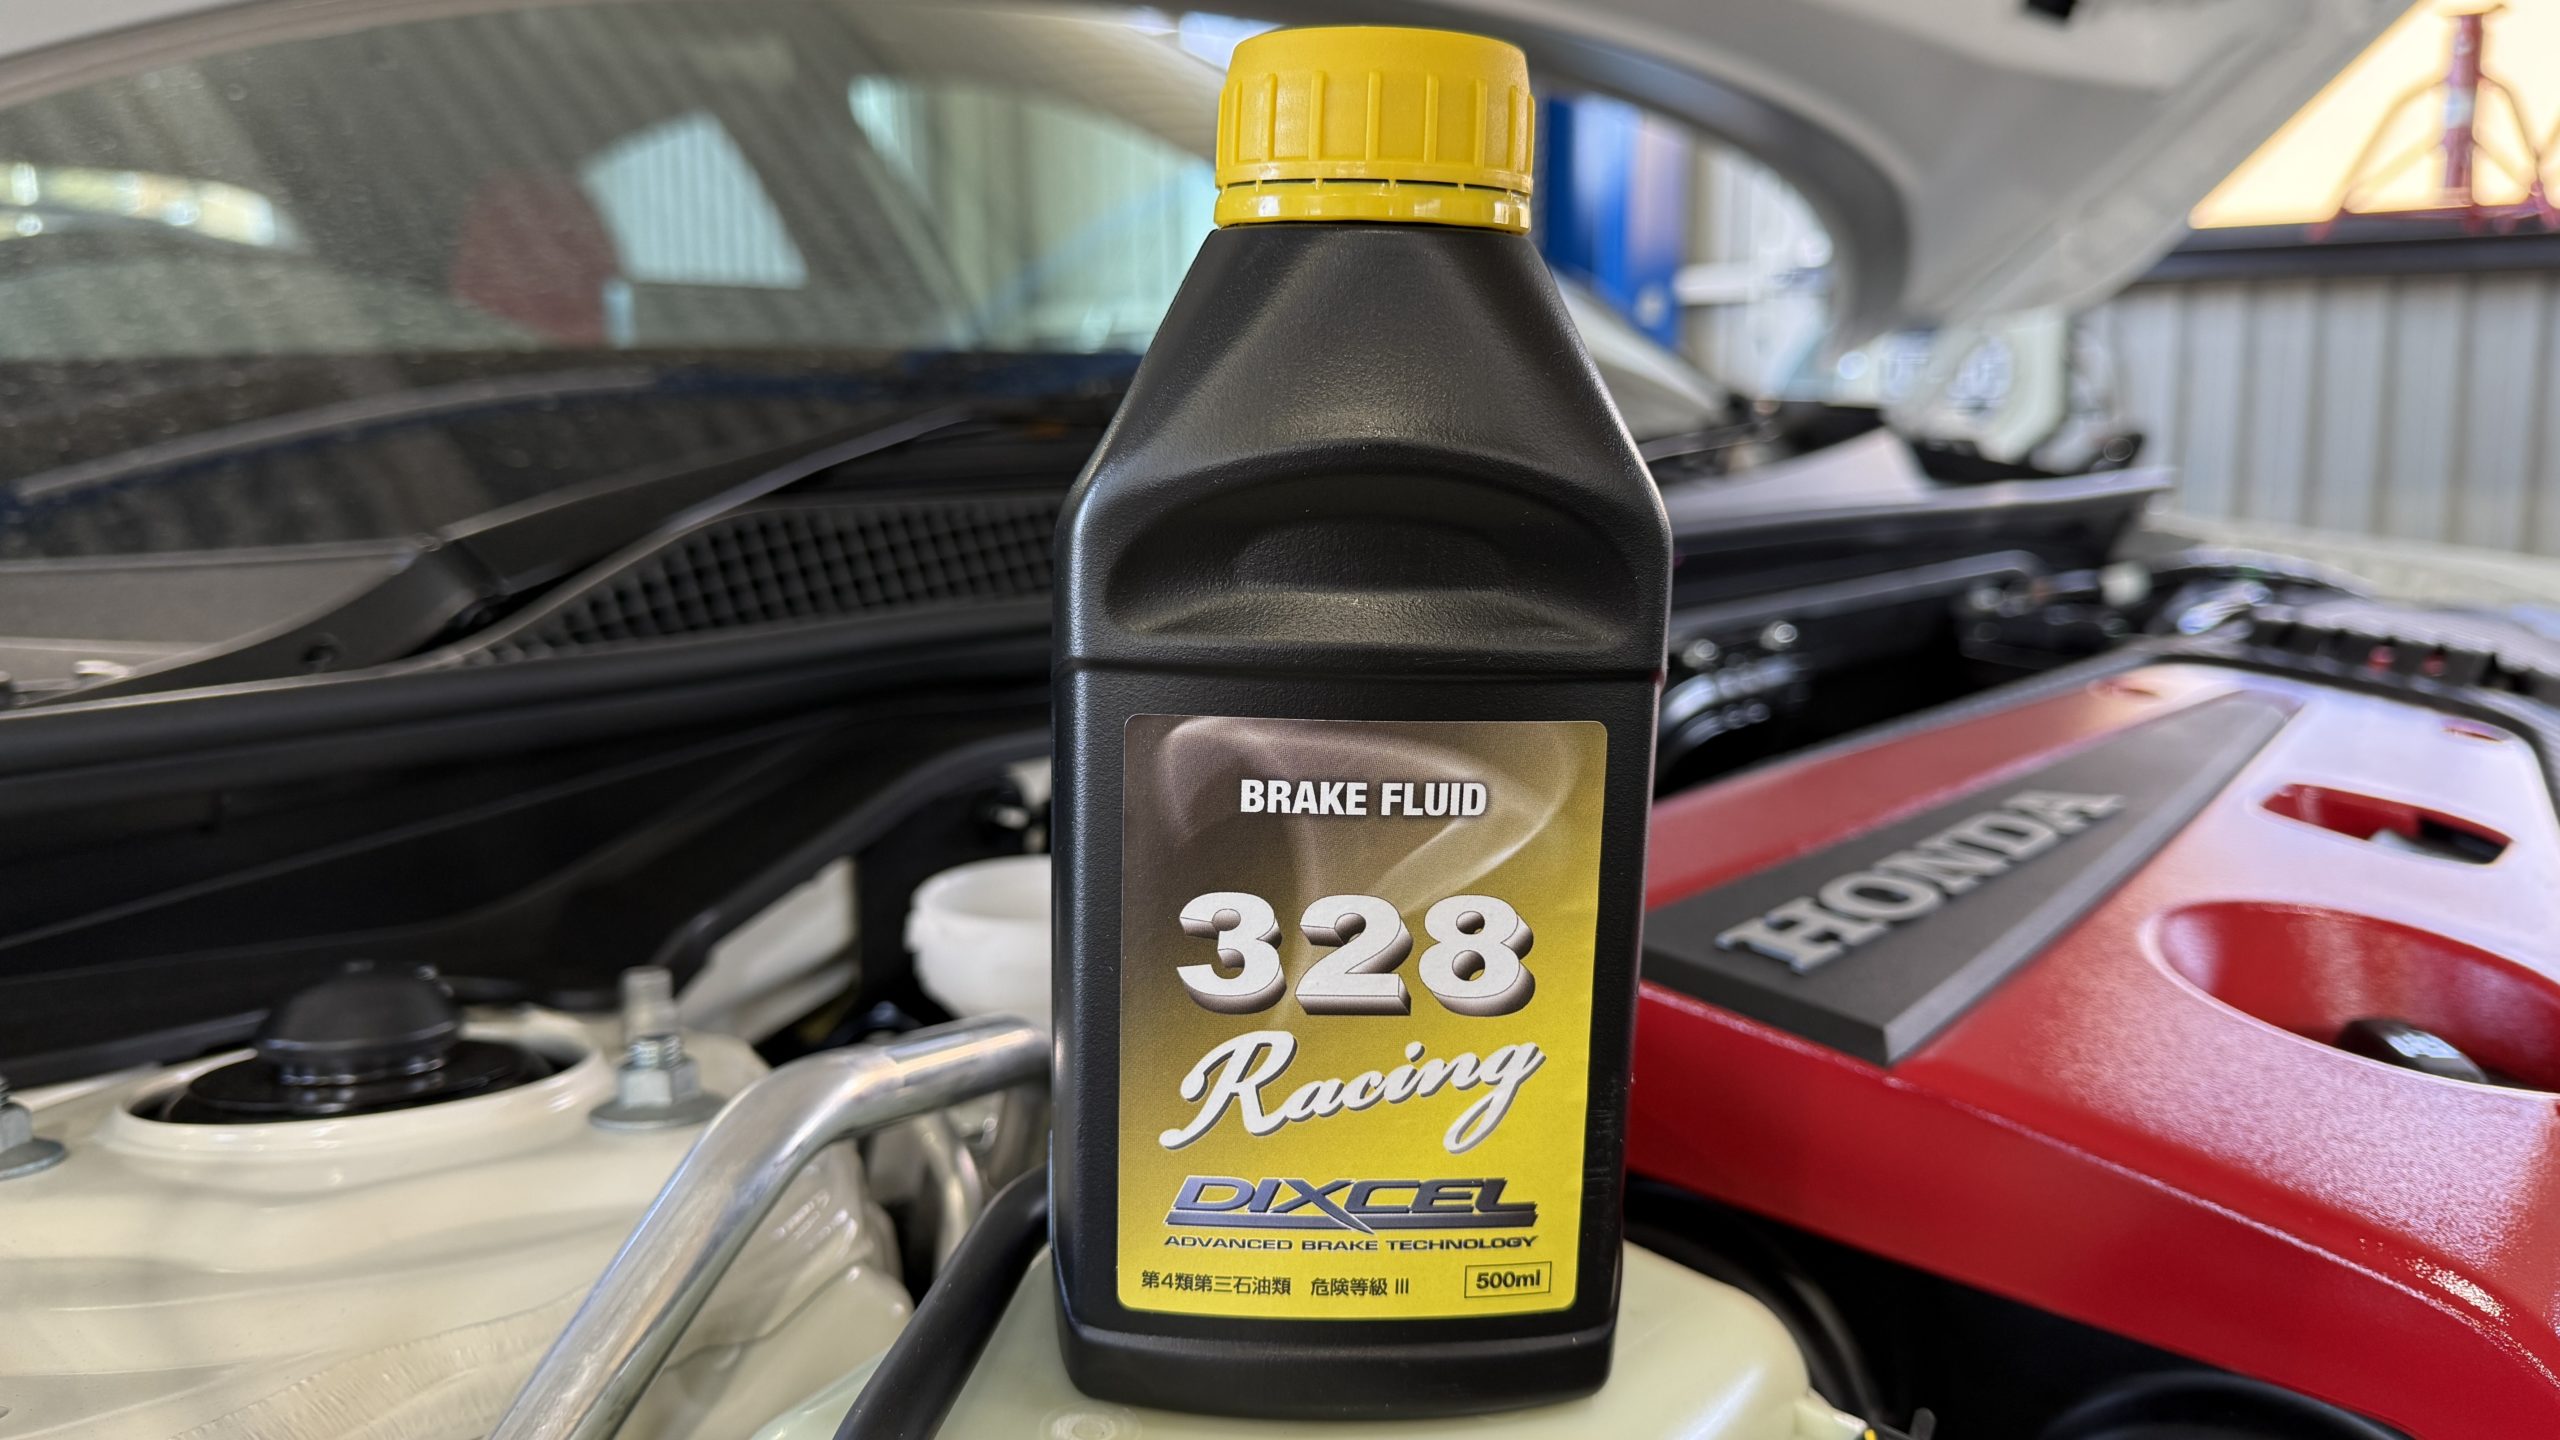 BRAKE FLUID
328
Racing
DIXCEL
ADVANCED BRAKE TECHNOLOGY
第4類第三石油類　危険等級 III
500ml
HONDA